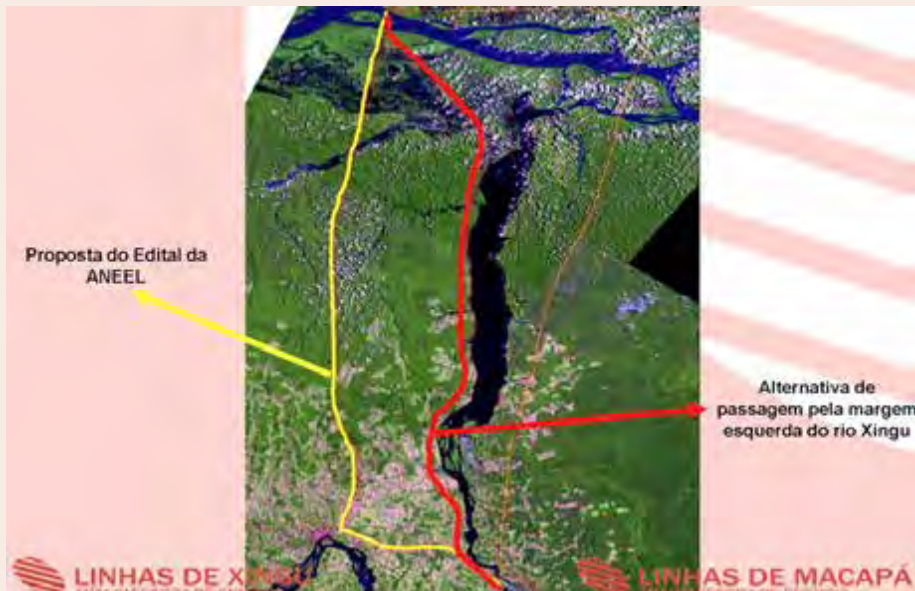 Proposta do Edital da
ANEEL
Alternativa de
passagem pela margem
esquerda do rio Xingu
LINHAS DE XINGU
LINHAS DE MACAPÁ